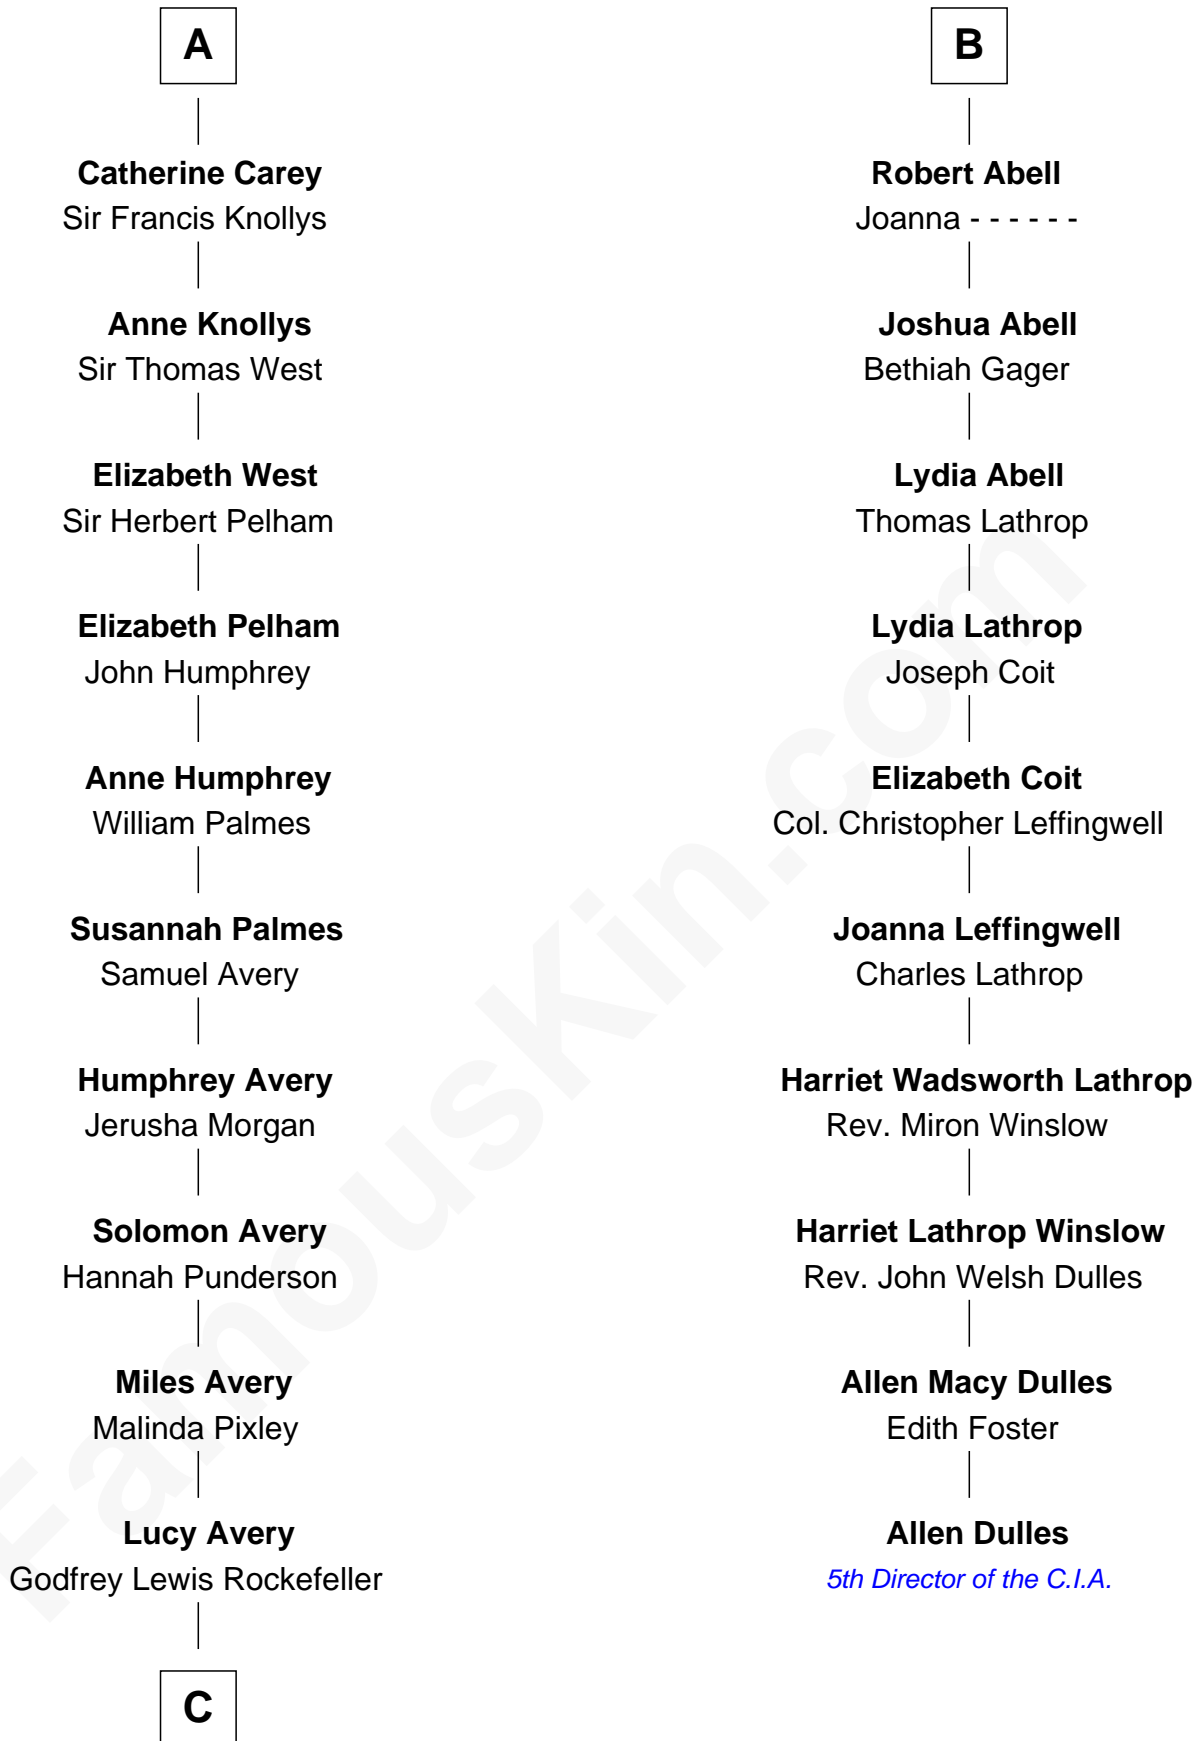 A
Catherine Carey
Sir Francis Knollys
Anne Knollys
Sir Thomas West
Elizabeth West
Sir Herbert Pelham
Elizabeth Pelham
John Humphrey
Anne Humphrey
William Palmes
Susannah Palmes
Samuel Avery
Humphrey Avery
Jerusha Morgan
Solomon Avery
Hannah Punderson
Miles Avery
Malinda Pixley
Lucy Avery
Godfrey Lewis Rockefeller
C
B
Robert Abell
Joanna - - - - - -
Joshua Abell
Bethiah Gager
Lydia Abell
Thomas Lathrop
Lydia Lathrop
Joseph Coit
Elizabeth Coit
Col. Christopher Leffingwell
Joanna Leffingwell
Charles Lathrop
Harriet Wadsworth Lathrop
Rev. Miron Winslow
Harriet Lathrop Winslow
Rev. John Welsh Dulles
Allen Macy Dulles
Edith Foster
Allen Dulles
5th Director of the C.I.A.
FamousKin.com